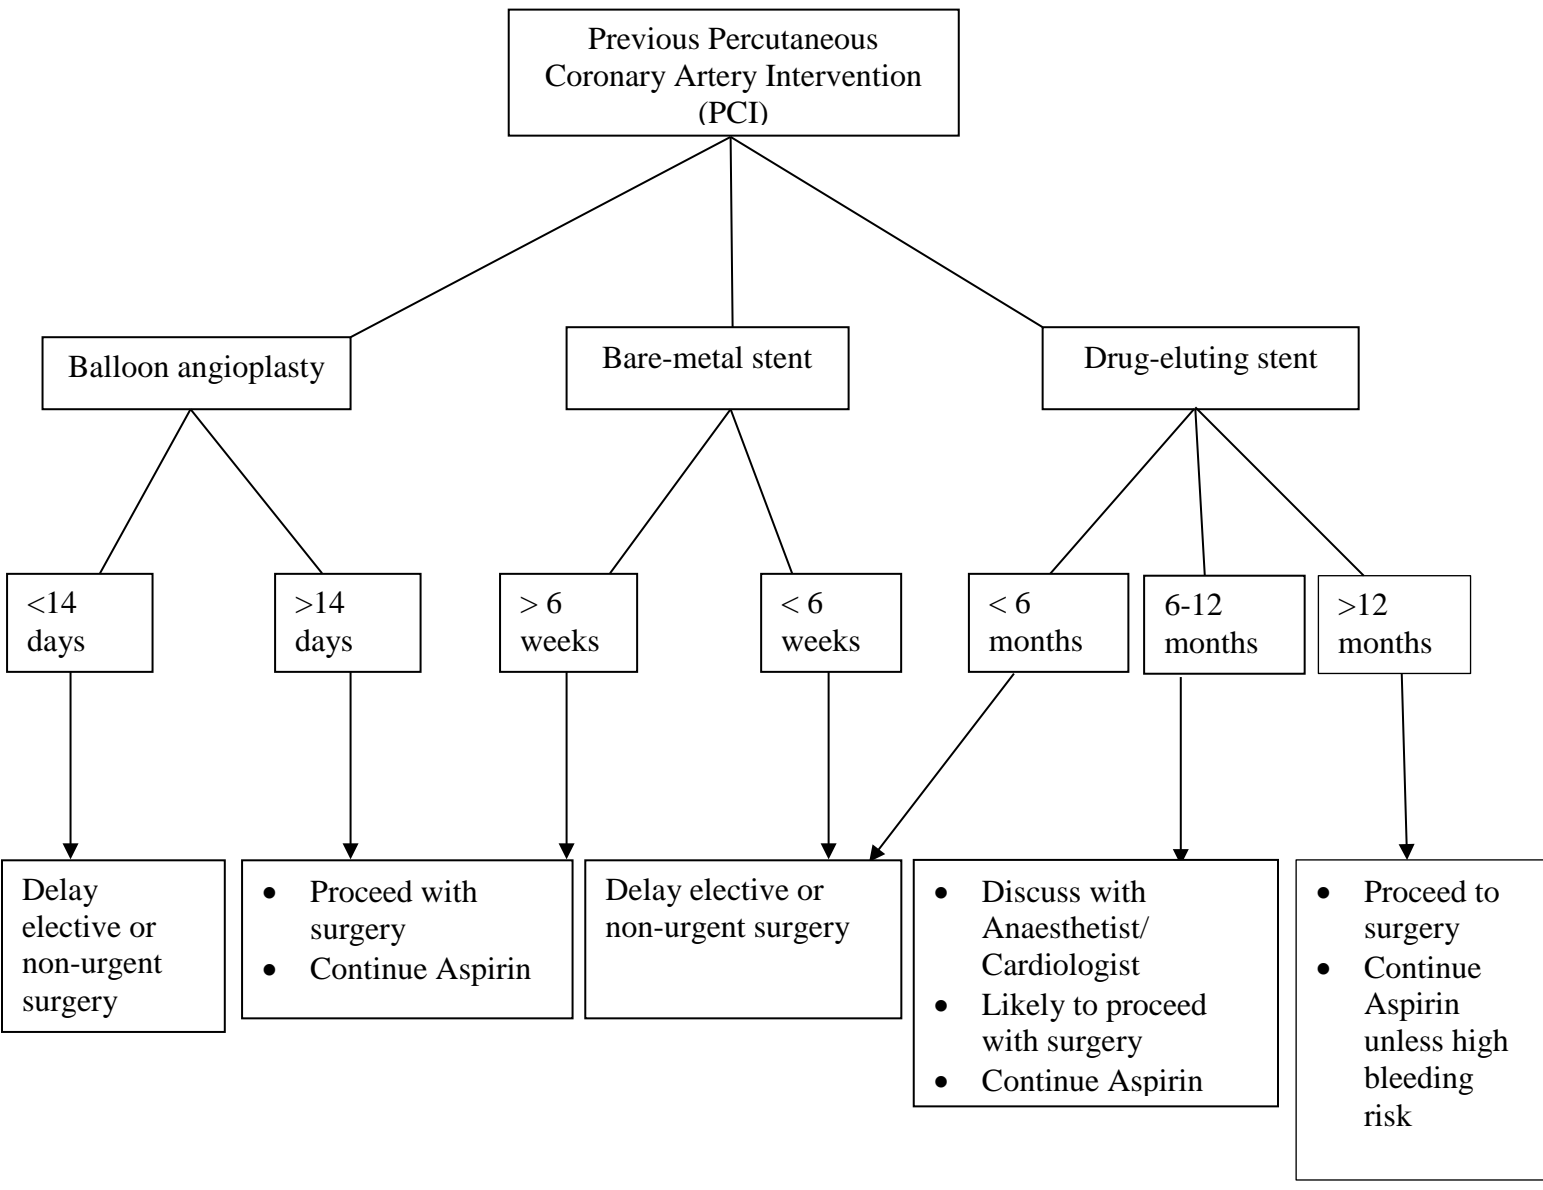 Previous Percutaneous
Coronary Artery Intervention
(PCI)
Balloon angioplasty
Bare-metal stent
Drug-eluting stent
<14
days
>14
days
> 6
weeks
< 6
weeks
< 6
months
6-12
months
>12
months
Delay
elective or
non-urgent
surgery
• Proceed with
surgery
• Continue Aspirin
Delay elective or
non-urgent surgery
• Discuss with
Anaesthetist/
Cardiologist
• Likely to proceed
with surgery
• Continue Aspirin
• Proceed to
surgery
• Continue
Aspirin
unless high
bleeding
risk